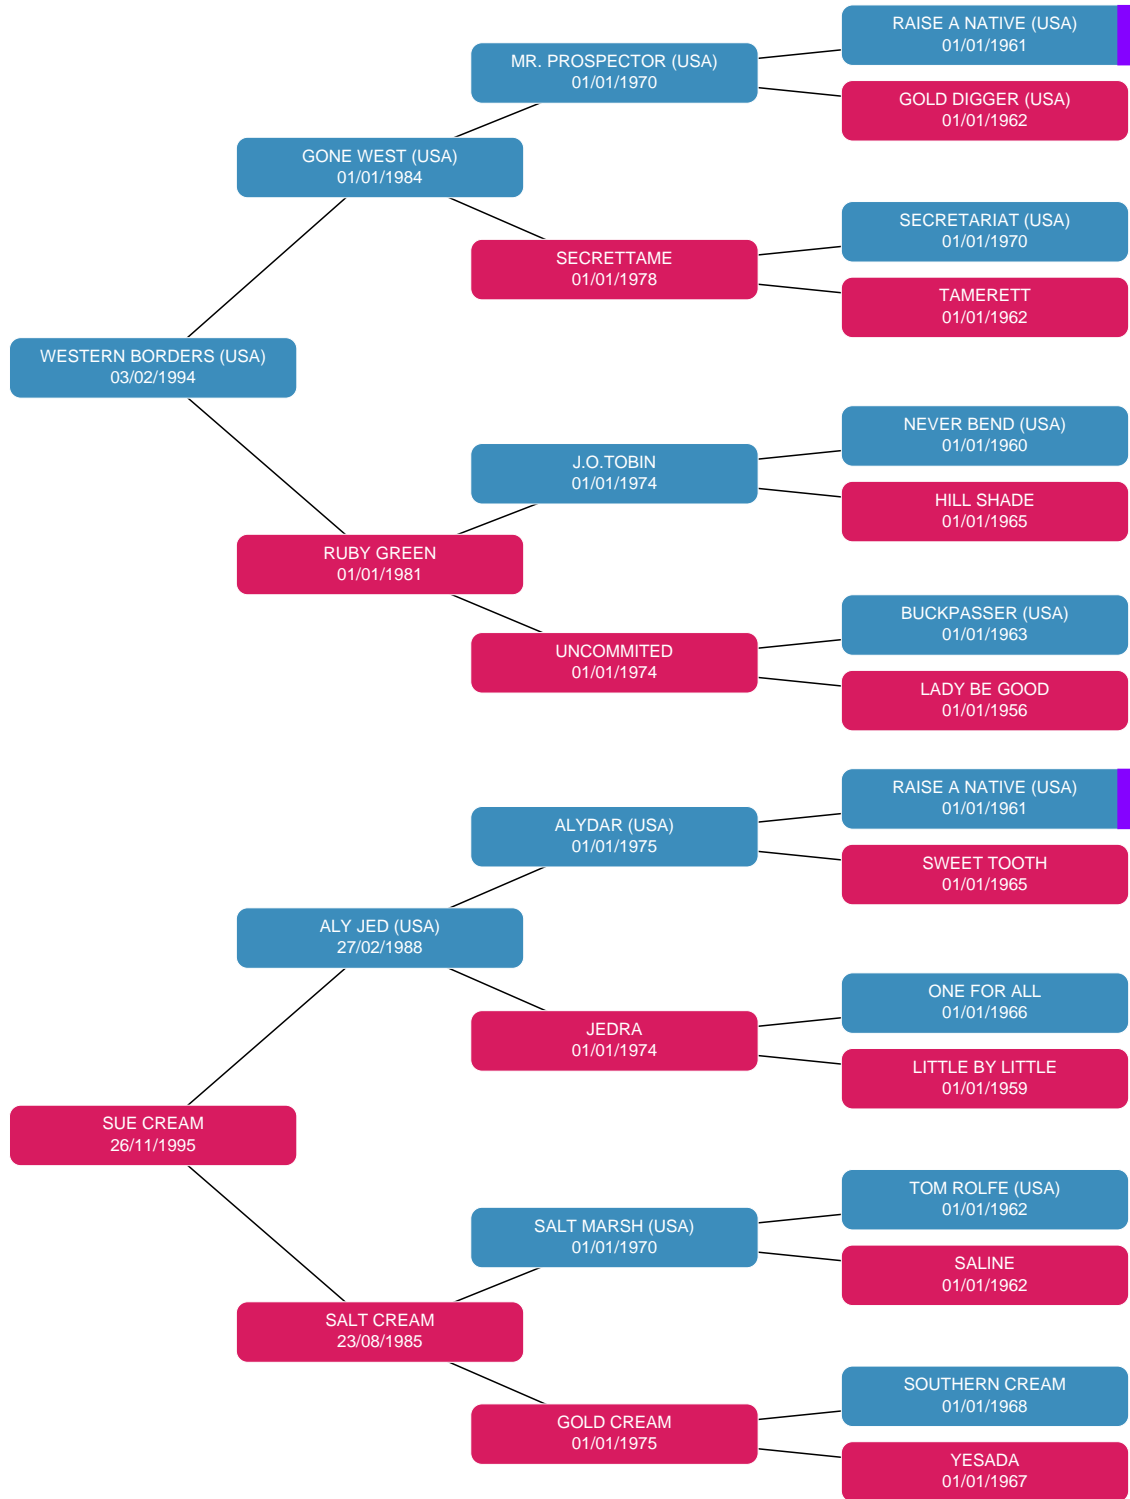 RAISE A NATIVE (USA)
01/01/1961
MR. PROSPECTOR (USA)
01/01/1970
GOLD DIGGER (USA)
01/01/1962
GONE WEST (USA)
01/01/1984
SECRETARIAT (USA)
01/01/1970
SECRETTAME
01/01/1978
TAMERETT
01/01/1962
WESTERN BORDERS (USA)
03/02/1994
NEVER BEND (USA)
01/01/1960
J.O.TOBIN
01/01/1974
HILL SHADE
01/01/1965
RUBY GREEN
01/01/1981
BUCKPASSER (USA)
01/01/1963
UNCOMMITED
01/01/1974
LADY BE GOOD
01/01/1956
RAISE A NATIVE (USA)
01/01/1961
ALYDAR (USA)
01/01/1975
SWEET TOOTH
01/01/1965
ALY JED (USA)
27/02/1988
ONE FOR ALL
01/01/1966
JEDRA
01/01/1974
LITTLE BY LITTLE
01/01/1959
SUE CREAM
26/11/1995
TOM ROLFE (USA)
01/01/1962
SALT MARSH (USA)
01/01/1970
SALINE
01/01/1962
SALT CREAM
23/08/1985
SOUTHERN CREAM
01/01/1968
GOLD CREAM
01/01/1975
YESADA
01/01/1967